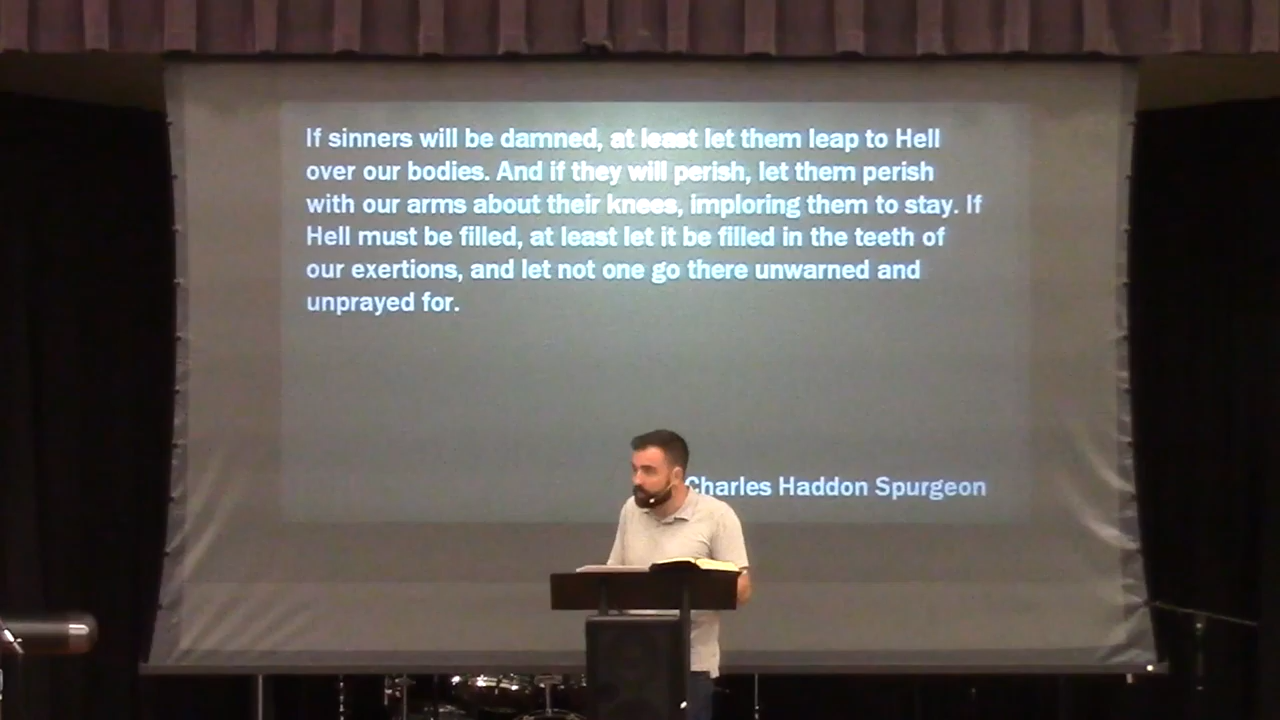 If sinners will be damned, at least let them leap to Hell
over our bodies. And if they will perish, let them perish
with our arms about their knees, imploring them to stay. If
Hell must be filled, at least let it be filled in the teeth of
our exertions, and let not one go there unwarned and
unprayed for.
Charles Haddon Spurgeon